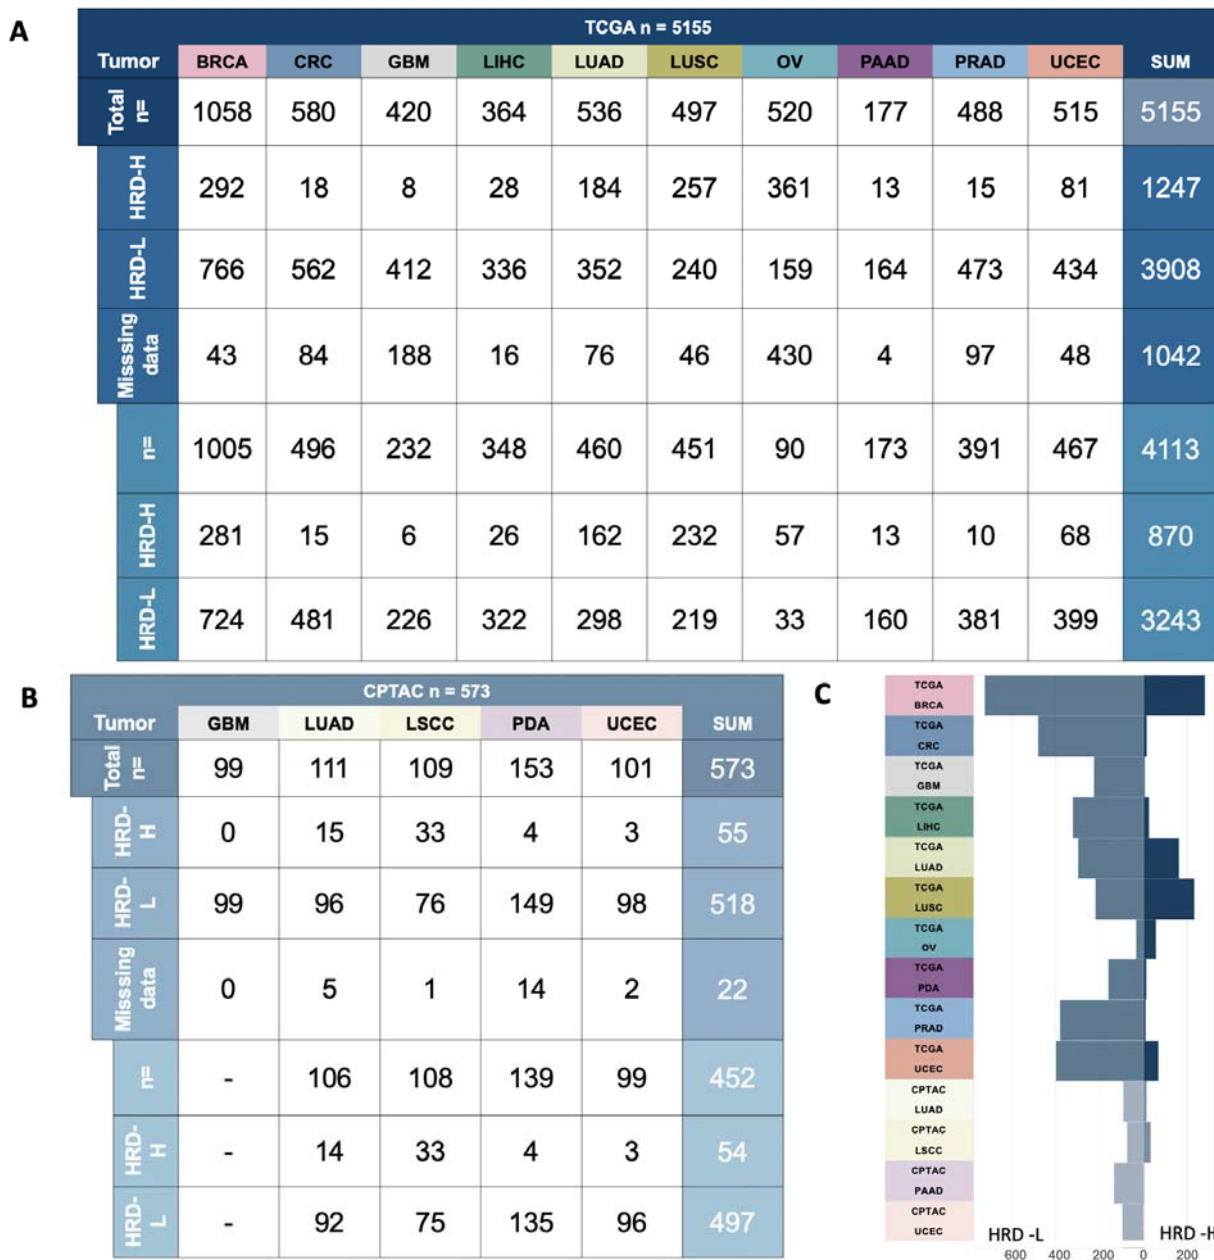 A
TCGA n = 5155
Tumor BRCA CRC GBM LIHC LUAD LUSC OV PAAD PRAD UCEC SUM
Total n= 1058 580 420 364 536 497 520 177 488 515 5155
HRD-H 292 18 8 28 184 257 361 13 15 81 1247
HRD-L 766 562 412 336 352 240 159 164 473 434 3908
Misssing data 43 84 188 16 76 46 430 4 97 48 1042
n= 1005 496 232 348 460 451 90 173 391 467 4113
HRD-H 281 15 6 26 162 232 57 13 10 68 870
HRD-L 724 481 226 322 298 219 33 160 381 399 3243
B
CPTAC n = 573
Tumor GBM LUAD LSCC PDA UCEC SUM
Total n= 99 111 109 153 101 573
HRD-H 0 15 33 4 3 55
HRD-L 99 96 76 149 98 518
Misssing data 0 5 1 14 2 22
n= - 106 108 139 99 452
HRD-H - 14 33 4 3 54
HRD-L - 92 75 135 96 497
C
TCGA
BRCA
TCGA
CRC
TCGA
GBM
TCGA
LIHC
TCGA
LUAD
TCGA
LUSC
TCGA
OV
TCGA
PDA
TCGA
PRAD
TCGA
UCEC
CPTAC
LUAD
CPTAC
LSCC
CPTAC
PAAD
CPTAC
UCEC
HRD -L HRD -H
600 400 200 0 200